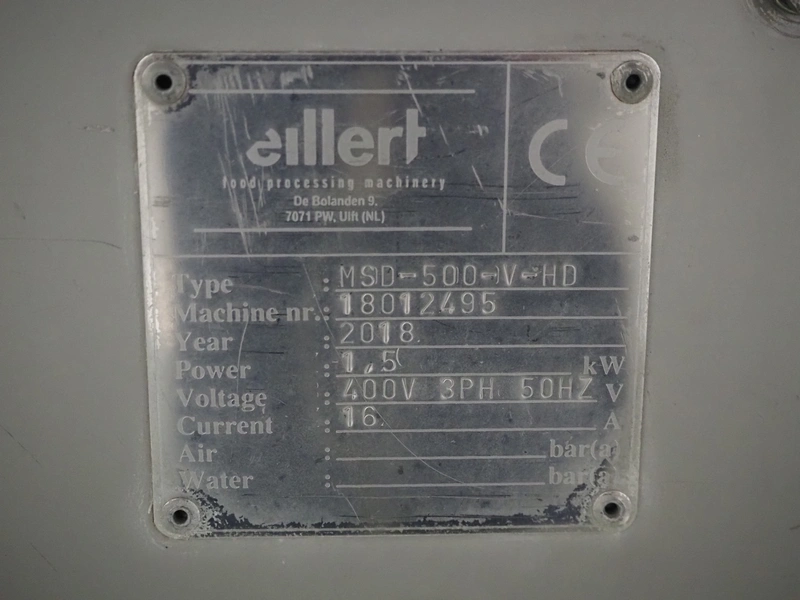 eillert
food processing machinery
De Bolanden 9,
7071 PW, Ulft (NL)
CE
Type : MSD-500-V-HD
Machine nr. : 18012495
Year : 2018
Power : 1,5 kW
Voltage : 400V 3PH 50HZ V
Current : 16 A
Air : bar(a)
Water : bar(a)